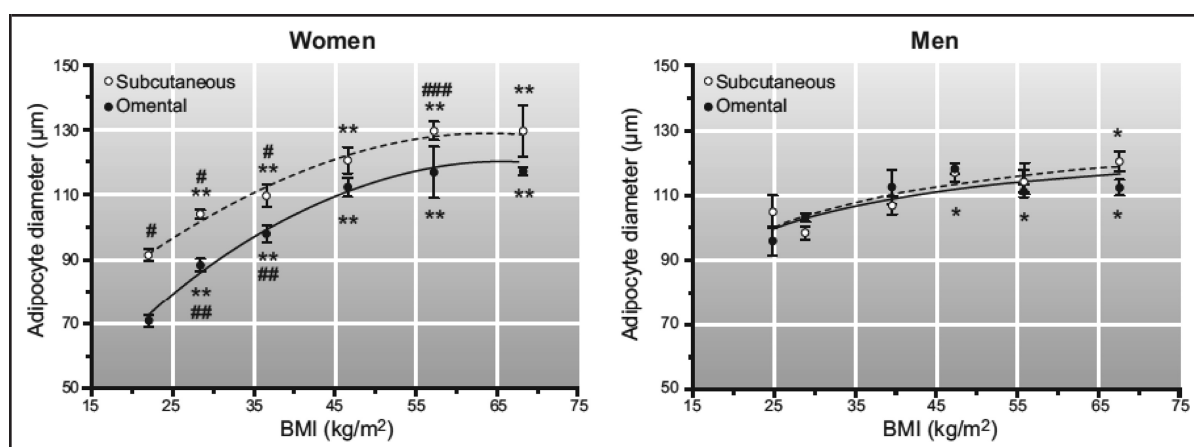 Women
150
130
110
90
70
50
Adipocyte diameter (µm)
Subcutaneous
Omental
#
#
**
#
**
**
###
**
**
**
##
**
##
**
**
**
15 25 35 45 55 65 75
BMI (kg/m²)
Men
150
130
110
90
70
50
Adipocyte diameter (µm)
Subcutaneous
Omental
*
*
*
*
15 25 35 45 55 65 75
BMI (kg/m²)